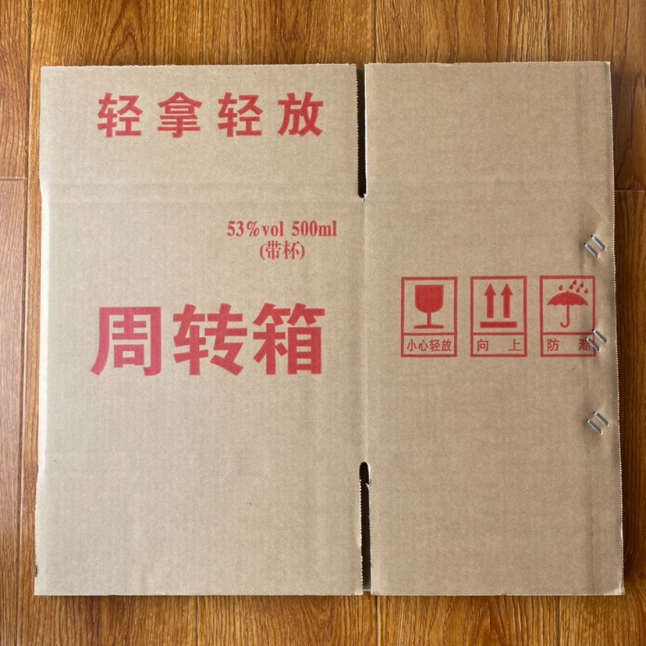 轻拿轻放
53%vol 500ml
(带杯)
周转箱
小心轻放
向上
防潮